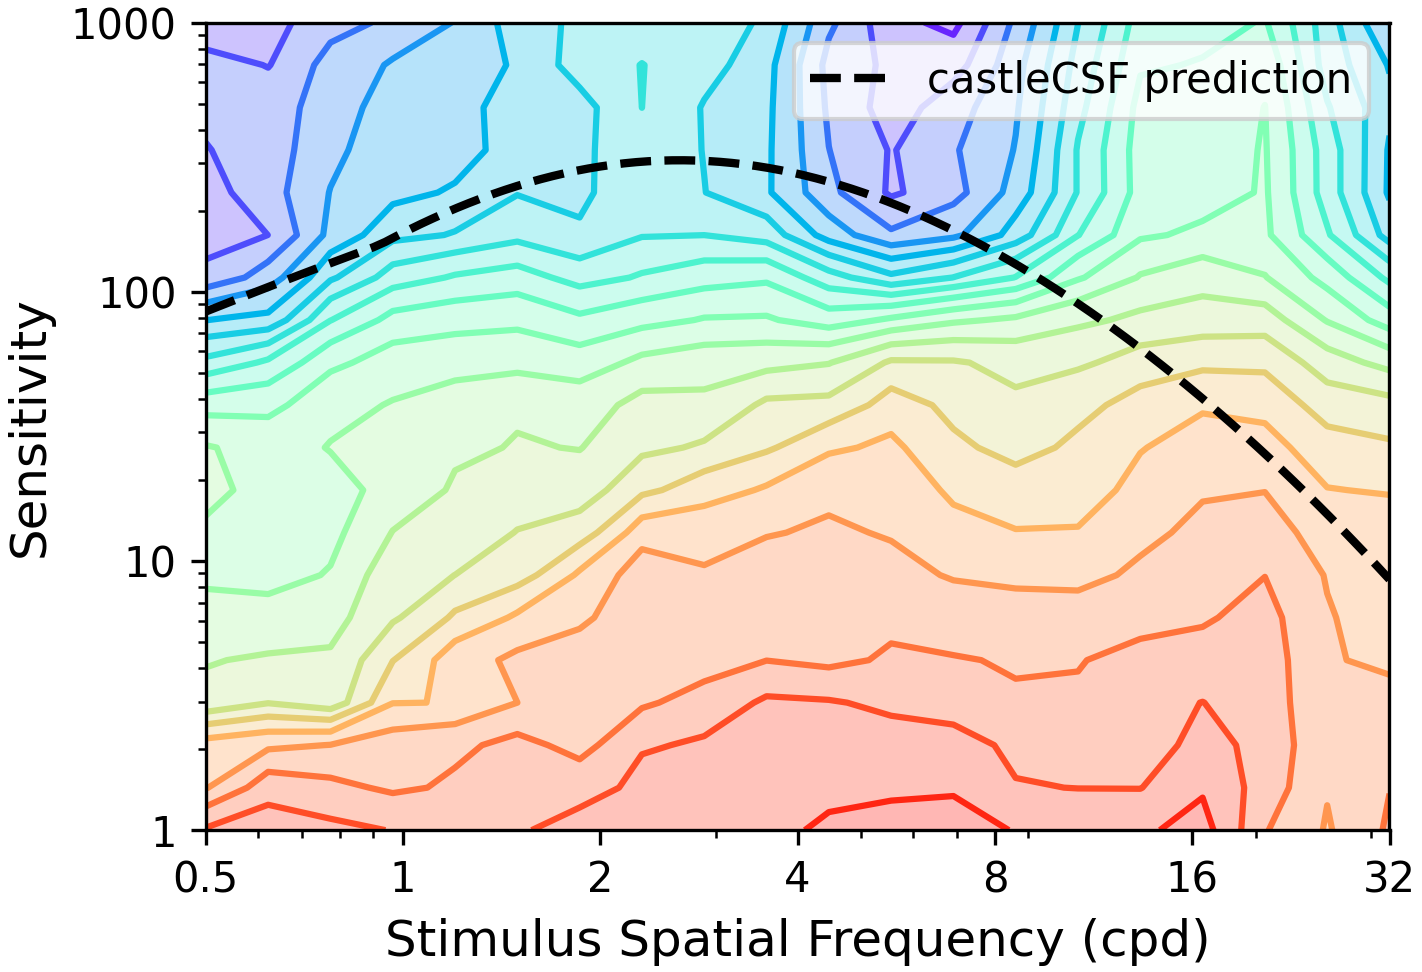 1000
castleCSF prediction
100
Sensitivity
10
1
0.5 1 2 4 8 16 32
Stimulus Spatial Frequency (cpd)